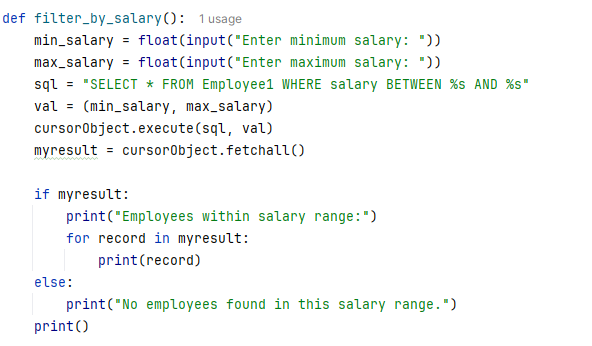 def filter_by_salary():  1 usage
    min_salary = float(input("Enter minimum salary: "))
    max_salary = float(input("Enter maximum salary: "))
    sql = "SELECT * FROM Employee1 WHERE salary BETWEEN %s AND %s"
    val = (min_salary, max_salary)
    cursorObject.execute(sql, val)
    myresult = cursorObject.fetchall()

    if myresult:
        print("Employees within salary range:")
        for record in myresult:
            print(record)
    else:
        print("No employees found in this salary range.")
    print()